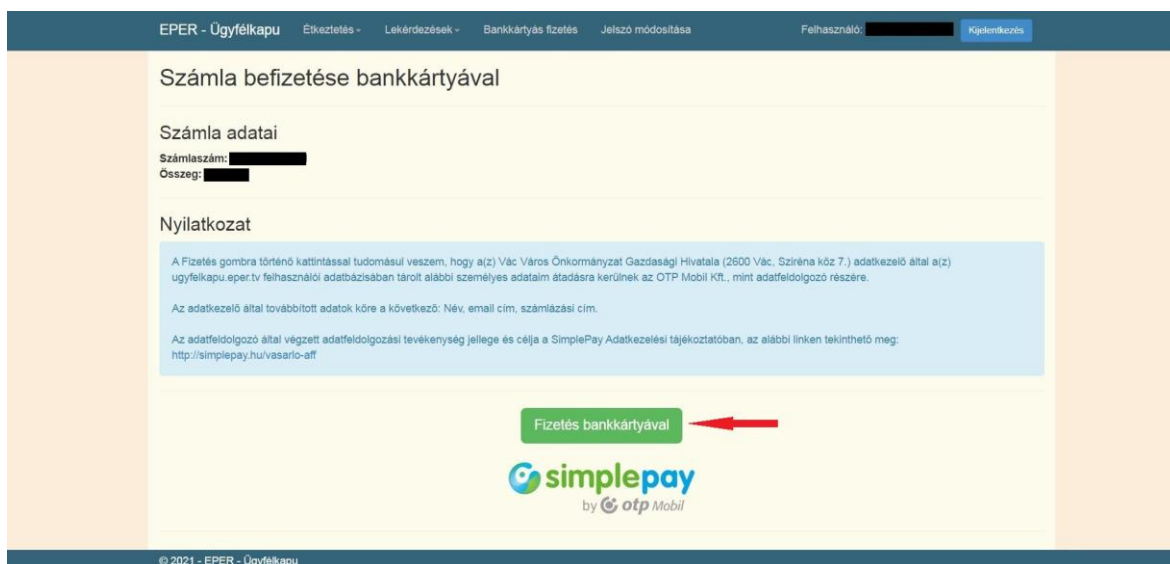 EPER - Ügyfélkapu Étkeztetés Lekérdezések Bankkártyás fizetés Jelszó módosítása Felhasználó: Kijelentkezés
Számla befizetése bankkártyával
Számla adatai
Számlaszám:
Összeg:
Nyilatkozat
A Fizetés gombra történő kattintással tudomásul veszem, hogy a(z) Vác Város Önkormányzat Gazdasági Hivatala (2600 Vác, Sziréna köz 7.) adatkezelő által a(z)
ugyfelkapu.eper.tv felhasználói adatbázisában tárolt alábbi személyes adataim átadásra kerülnek az OTP Mobil Kft., mint adatfeldolgozó részére.
Az adatkezelő által továbbított adatok köre a következő: Név, email cím, számlázási cím.
Az adatfeldolgozó által végzett adatfeldolgozási tevékenység jellege és célja a SimplePay Adatkezelési tájékoztatóban, az alábbi linken tekinthető meg:
http://simplepay.hu/vasarlo-aff
Fizetés bankkártyával
simplepay
by otp Mobil
© 2021 - EPER - Ügyfélkapu